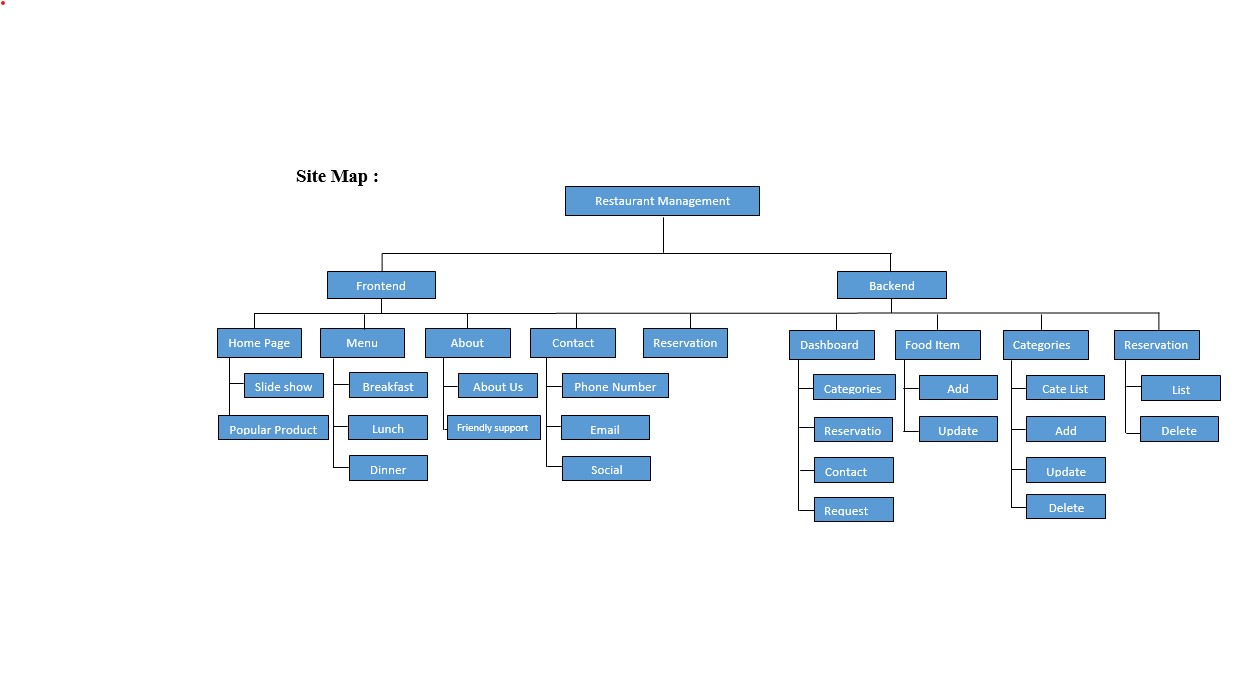 Site Map :
Restaurant Management
Frontend
Backend
Home Page
Menu
About
Contact
Reservation
Dashboard
Food Item
Categories
Reservation
Slide show
Popular Product
Breakfast
Lunch
Dinner
About Us
Friendly support
Phone Number
Email
Social
Categories
Reservatio
Contact
Request
Add
Update
Cate List
Add
Update
Delete
List
Delete